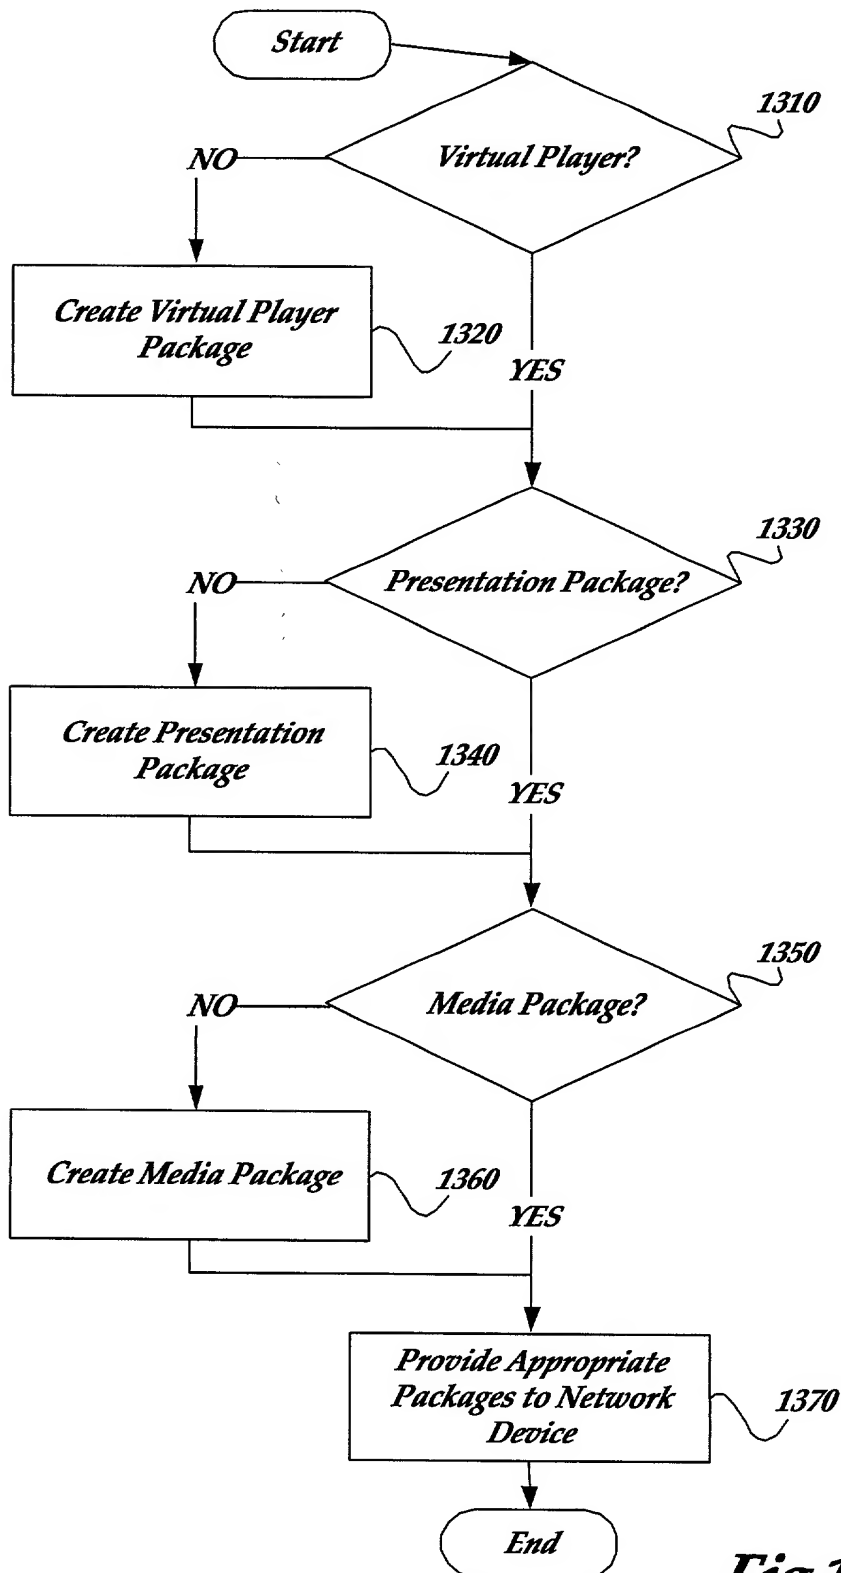 Start
1310
Virtual Player?
NO
Create Virtual Player
Package
1320
YES
1330
Presentation Package?
NO
Create Presentation
Package
1340
YES
1350
Media Package?
NO
Create Media Package
1360
YES
Provide Appropriate
Packages to Network
Device
1370
End